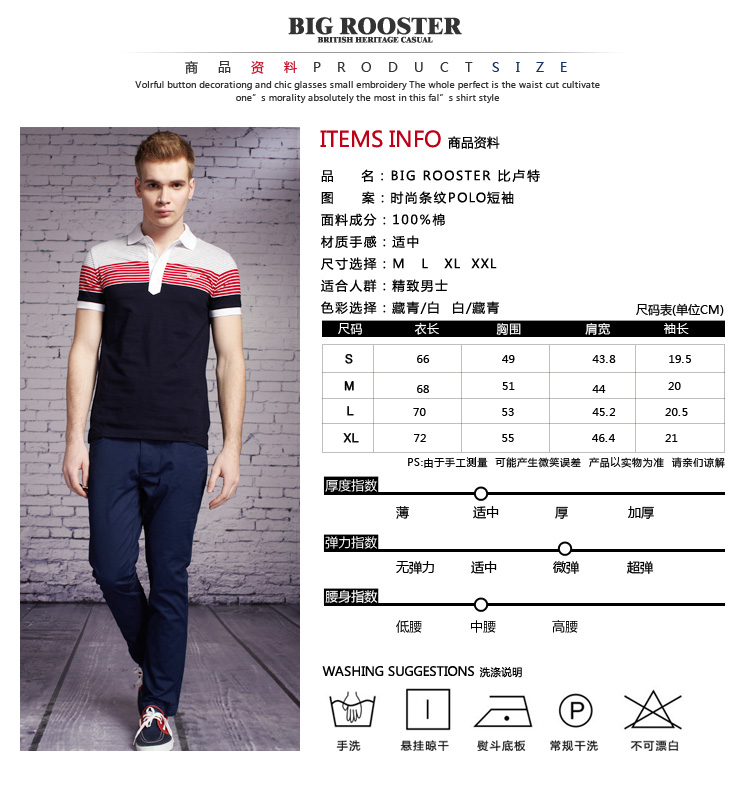 BIG ROOSTER
BRITISH HERITAGE CASUAL
商 品 资 料 P R O D U C T S I Z E
Volrful button decorationg and chic glasses small embroidery The whole perfect is the waist cut cultivate
one”s morality absolutely the most in this fal”s shirt style
ITEMS INFO 商品资料
品 名：BIG ROOSTER 比卢特
图 案：时尚条纹POLO短袖
面料成分：100%棉
材质手感：适中
尺寸选择：M L XL XXL
适合人群：精致男士
色彩选择：藏青/白 白/藏青
尺码表(单位CM)
尺码 衣长 胸围 肩宽 袖长
S 66 49 43.8 19.5
M 68 51 44 20
L 70 53 45.2 20.5
XL 72 55 46.4 21
PS:由于手工测量 可能产生微笑误差 产品以实物为准 请亲们谅解
厚度指数
薄 适中 厚 加厚
弹力指数
无弹力 适中 微弹 超弹
腰身指数
低腰 中腰 高腰
WASHING SUGGESTIONS 洗涤说明
P
手洗 悬挂晾干 熨斗底板 常规干洗 不可漂白